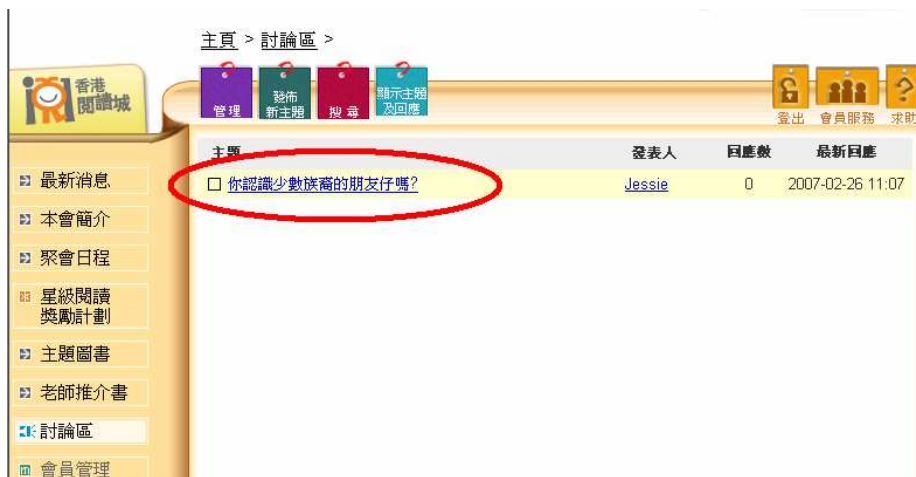 主頁 > 討論區 >
香港
閱讀城
管理
發佈
新主題
搜尋
顯示主題
及回應
登出
會員服務
求助
主題 發表人 回應數 最新回應
你認識少數族裔的朋友仔嗎? Jessie 0 2007-02-26 11:07
最新消息
本會簡介
聚會日程
星級閱讀
獎勵計劃
主題圖書
老師推介書
討論區
會員管理